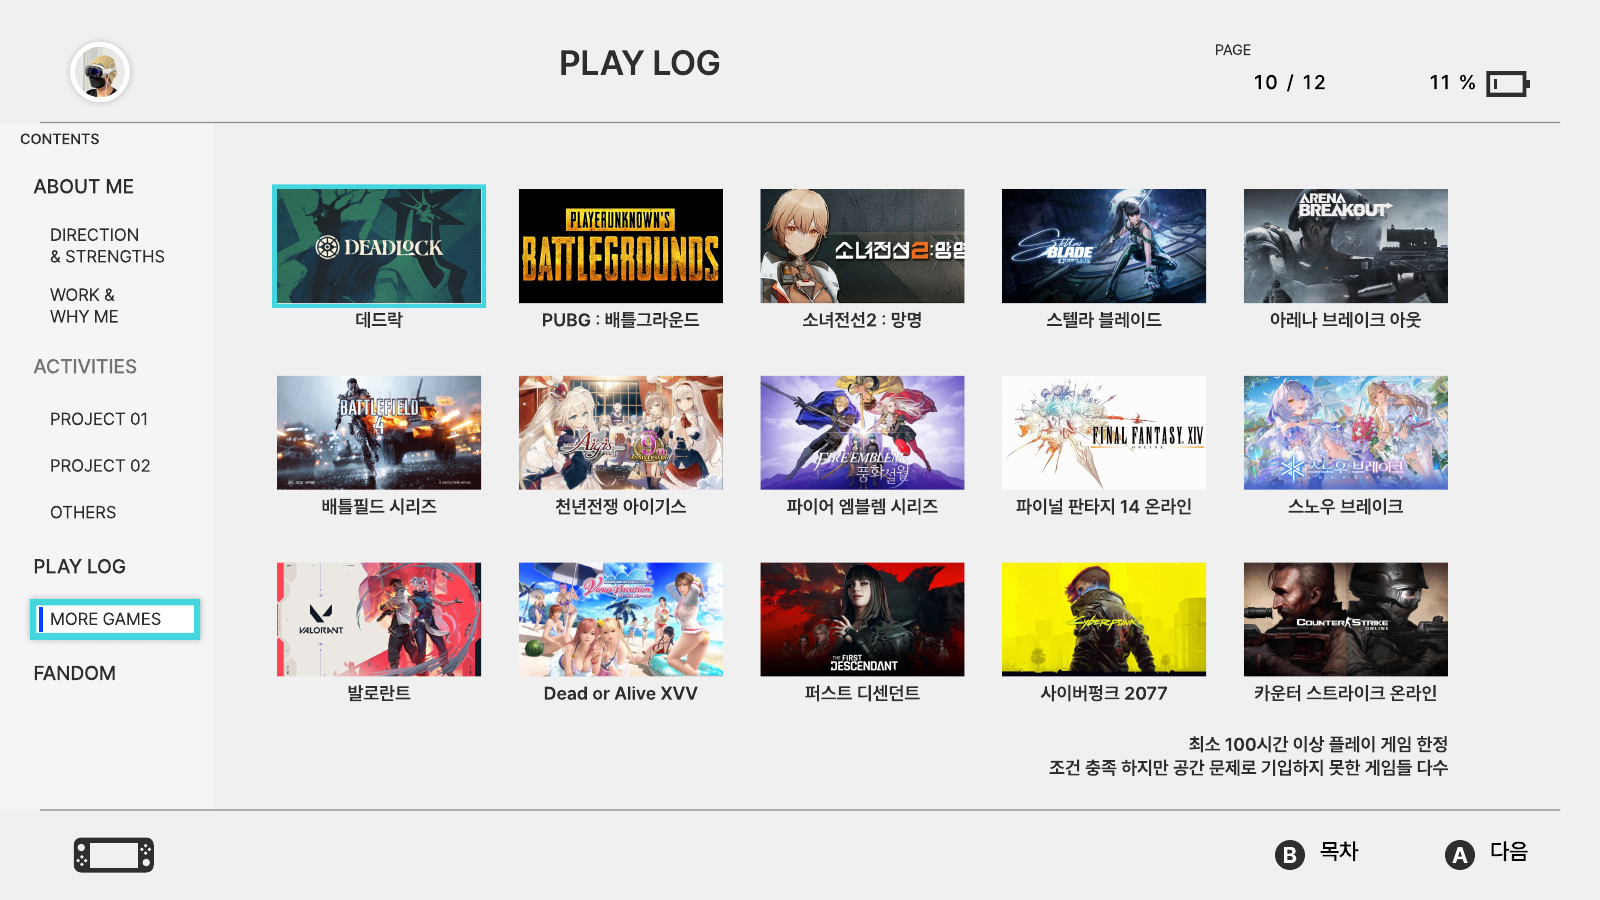 PLAY LOG
PAGE
10 / 12
11 %
CONTENTS
ABOUT ME
DIRECTION
& STRENGTHS
WORK &
WHY ME
ACTIVITIES
PROJECT 01
PROJECT 02
OTHERS
PLAY LOG
MORE GAMES
FANDOM
DEADLOCK
데드락
PLAYERUNKNOWN'S
BATTLEGROUNDS
PUBG : 배틀그라운드
소녀전선2:망명
소녀전선2 : 망명
Stellar
BLADE
스텔라 블레이드
ARENA
BREAKOUT
아레나 브레이크 아웃
BATTLEFIELD
4
배틀필드 시리즈
Aigis
9th
ANNIVERSARY
천년전쟁 아이기스
FIRE EMBLEM
풍화설월
파이어 엠블렘 시리즈
FINAL FANTASY XIV
ONLINE
파이널 판타지 14 온라인
스노우 브레이크
스노우 브레이크
VALORANT
발로란트
Venus Vacation
Dead or Alive XVV
THE FIRST
DESCENDANT
퍼스트 디센던트
Cyberpunk
사이버펑크 2077
COUNTER STRIKE
ONLINE
카운터 스트라이크 온라인
최소 100시간 이상 플레이 게임 한정
조건 충족 하지만 공간 문제로 기입하지 못한 게임들 다수
B 목차
A 다음